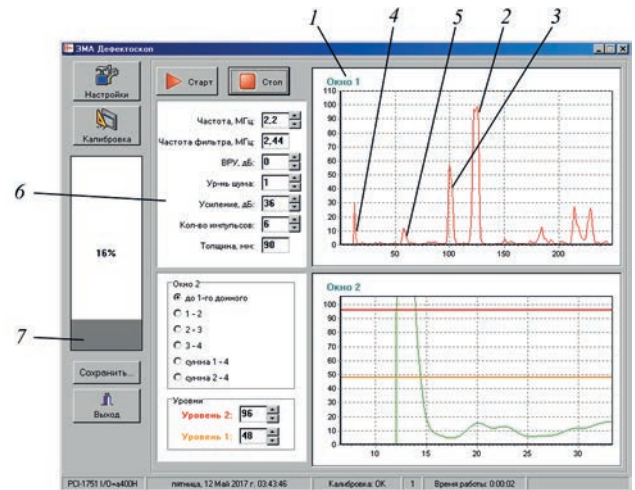 1
4
5
2
3
ЭМА Дефектоскоп
Настройки
Калибровка
16%
Сохранить...
Выход
Старт
Стоп
Частота, МГц: 2,2
Частота фильтра, МГц: 2,44
ВРУ, дБ: 0
Ур-нь шума: 1
Усиление, дБ: 36
Кол-во импульсов: 6
Толщина, мм: 90
6
7
Окно 2
до 1-го донного
1 - 2
2 - 3
3 - 4
сумма 1 - 4
сумма 2 - 4
Уровни
Уровень 2: 96
Уровень 1: 48
Окно 1
110
100
90
80
70
60
50
40
30
20
10
0
50 100 150 200
Окно 2
100
90
80
70
60
50
40
30
20
10
0
10 15 20 25 30
PCI-1751 I/O=a400H пятница, 12 Май 2017 г. 03:43:46 Калибровка: OK 1 Время работы: 0:00:02